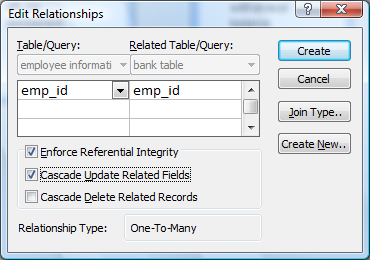 Edit Relationships
Table/Query: Related Table/Query:
employee informati bank table
emp_id emp_id
Enforce Referential Integrity
Cascade Update Related Fields
Cascade Delete Related Records
Relationship Type: One-To-Many
Create
Cancel
Join Type..
Create New..